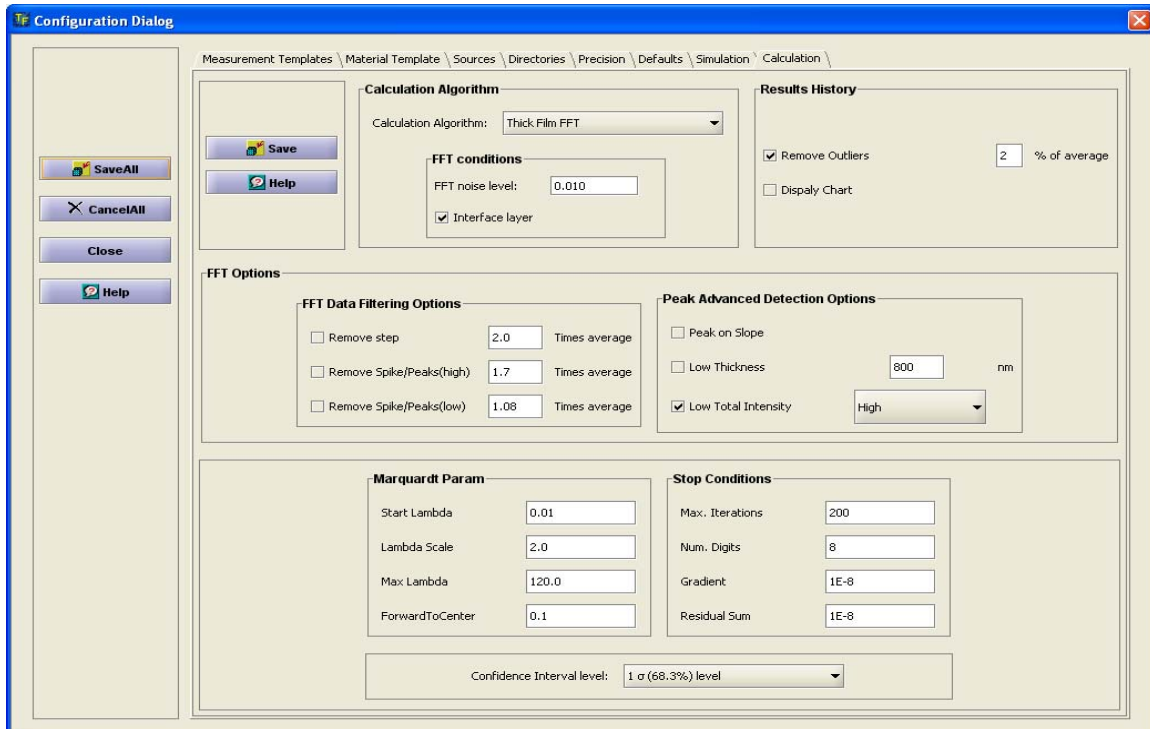 TF Configuration Dialog
SaveAll
CancelAll
Close
Help
Measurement Templates \ Material Template \ Sources \ Directories \ Precision \ Defaults \ Simulation \ Calculation \
Save
Help
Calculation Algorithm
Calculation Algorithm: Thick Film FFT
FFT conditions
FFT noise level: 0.010
Interface layer
Results History
Remove Outliers 2 % of average
Dispaly Chart
FFT Options
FFT Data Filtering Options
Remove step 2.0 Times average
Remove Spike/Peaks(high) 1.7 Times average
Remove Spike/Peaks(low) 1.08 Times average
Peak Advanced Detection Options
Peak on Slope
Low Thickness 800 nm
Low Total Intensity High
Marquardt Param
Start Lambda 0.01
Lambda Scale 2.0
Max Lambda 120.0
ForwardToCenter 0.1
Stop Conditions
Max. Iterations 200
Num. Digits 8
Gradient 1E-8
Residual Sum 1E-8
Confidence Interval level: 1 σ (68.3%) level